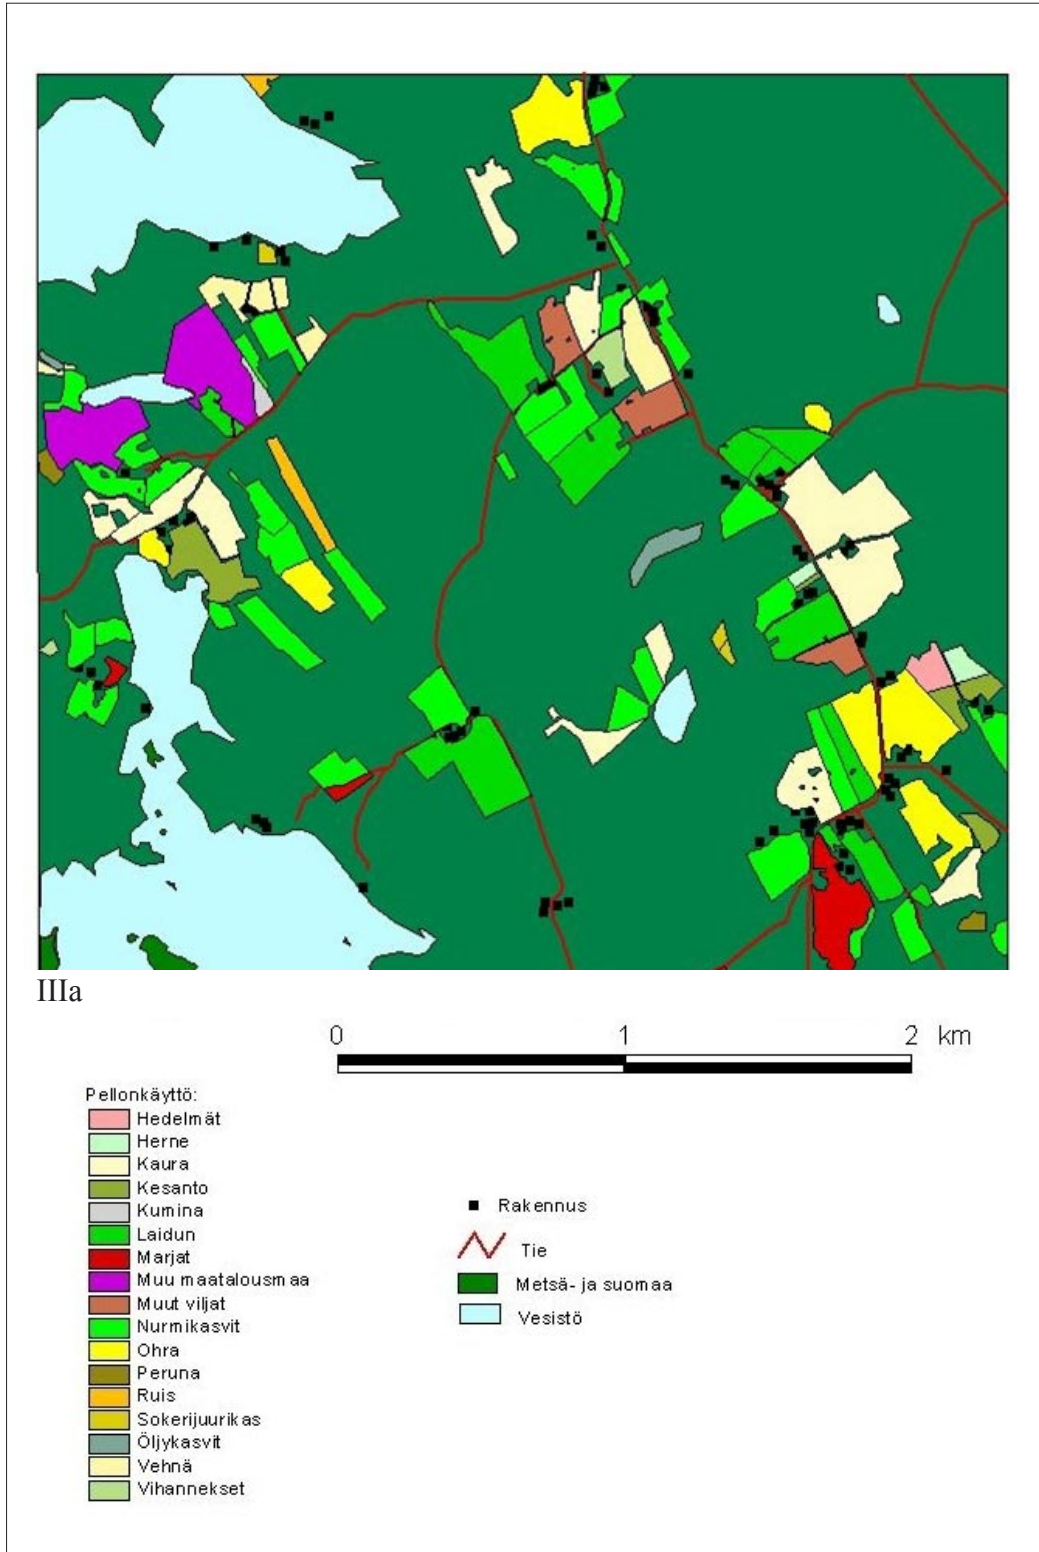 IIIa
0 1 2 km
Pellonkäyttö:
Hedelmät
Herne
Kaura
Kesanto
Kumina
Laidun
Marjat
Muu maatalousmaa
Muut viljat
Nurmikasvit
Ohra
Peruna
Ruis
Sokerijuurikas
Öljykasvit
Vehnä
Vihannekset
Rakennus
Tie
Metsä- ja suomaa
Vesistö